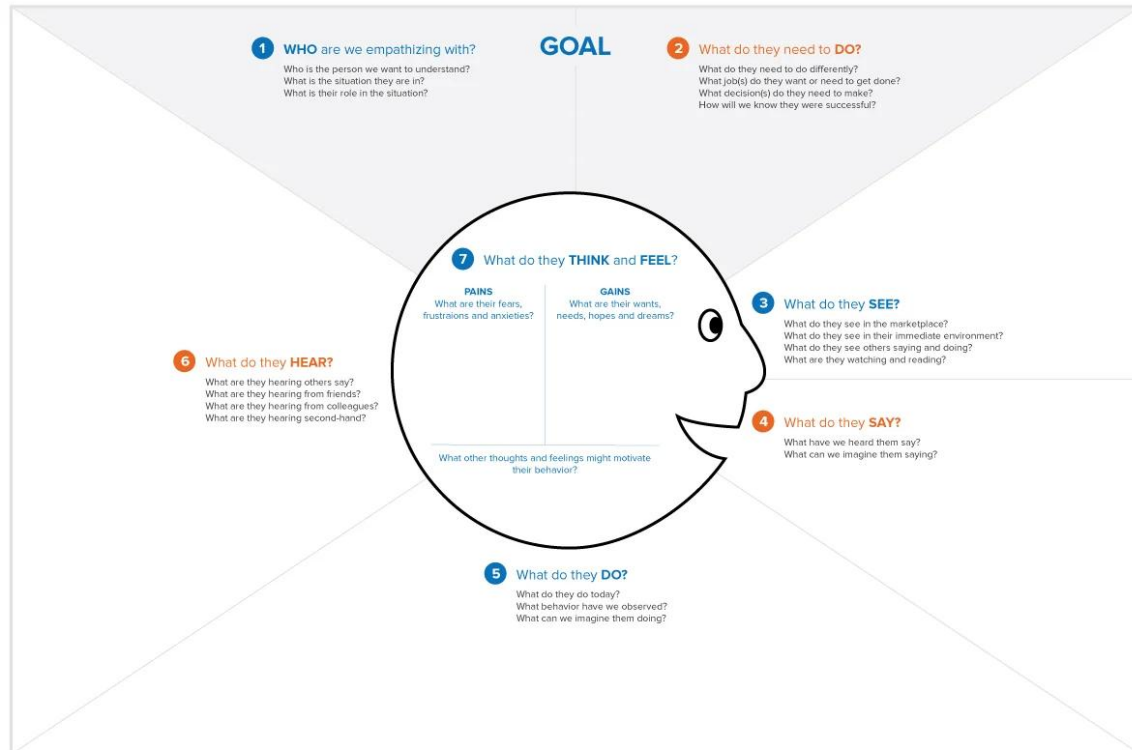 GOAL
1 WHO are we empathizing with?
Who is the person we want to understand?
What is the situation they are in?
What is their role in the situation?
2 What do they need to DO?
What do they need to do differently?
What job(s) do they want or need to get done?
What decision(s) do they need to make?
How will we know they were successful?
3 What do they SEE?
What do they see in the marketplace?
What do they see in their immediate environment?
What do they see others saying and doing?
What are they watching and reading?
4 What do they SAY?
What have we heard them say?
What can we imagine them saying?
5 What do they DO?
What do they do today?
What behavior have we observed?
What can we imagine them doing?
6 What do they HEAR?
What are they hearing others say?
What are they hearing from friends?
What are they hearing from colleagues?
What are they hearing second-hand?
7 What do they THINK and FEEL?
PAINS
What are their fears,
frustraions and anxieties?
GAINS
What are their wants,
needs, hopes and dreams?
What other thoughts and feelings might motivate
their behavior?